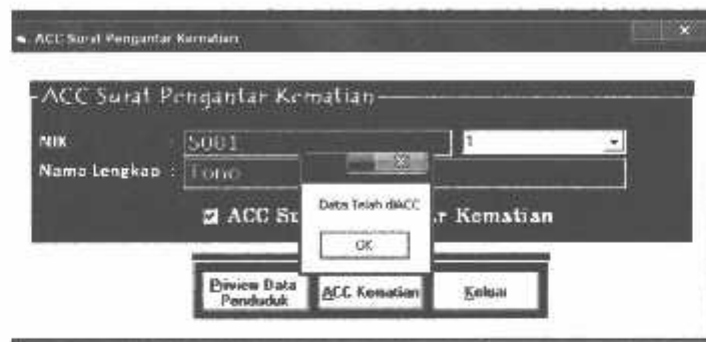 ACC Surat Pengantar Kematian
ACC Surat Pengantar Kematian
NIK : 5001 1
Nama Lengkap : Tono
Data Telah diACC
ACC Su r Kematian
OK
Priview Data Penduduk
ACC Kematian
Keluar